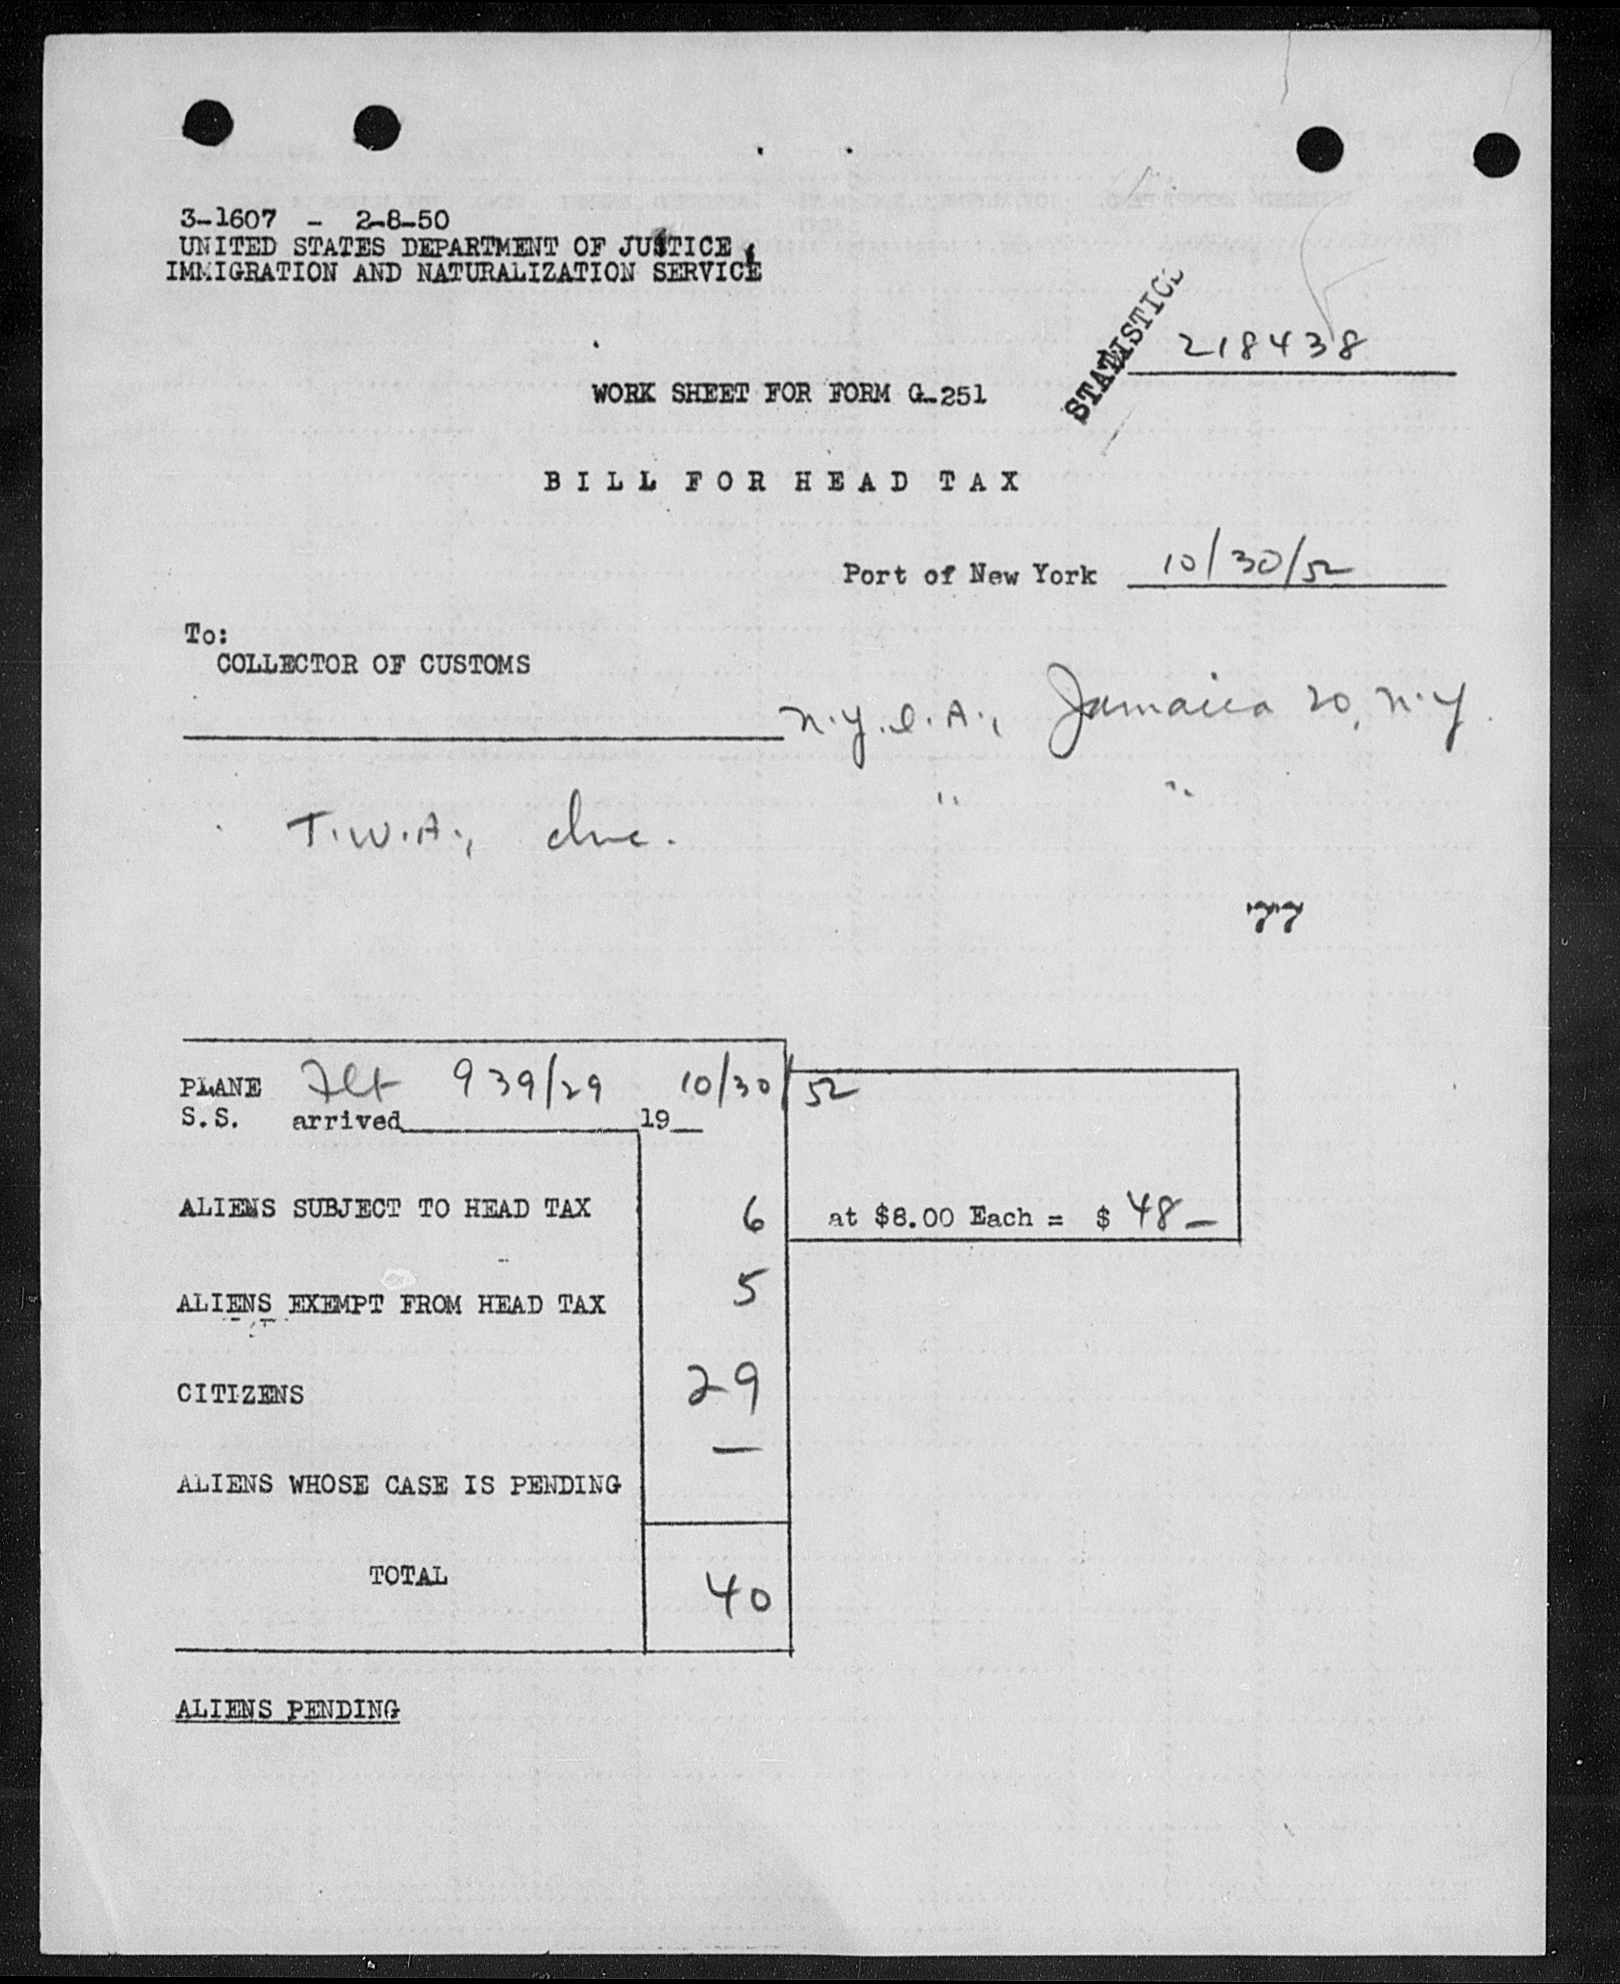 3-1607 - 2-8-50
UNITED STATES DEPARTMENT OF JUSTICE
IMMIGRATION AND NATURALIZATION SERVICE
STATISTICS
218438
WORK SHEET FOR FORM G-251
BILL FOR HEAD TAX
Port of New York 10/30/52
To:
COLLECTOR OF CUSTOMS
N.Y.I.A., Jamaica 20, N.Y.
T.W.A., Inc. " "
PLANE Flt 939/29 10/30/52
S.S. arrived 19
ALIENS SUBJECT TO HEAD TAX 6 at $8.00 Each = $ 48 -
ALIENS EXEMPT FROM HEAD TAX 5
CITIZENS 29
ALIENS WHOSE CASE IS PENDING —
TOTAL 40
ALIENS PENDING